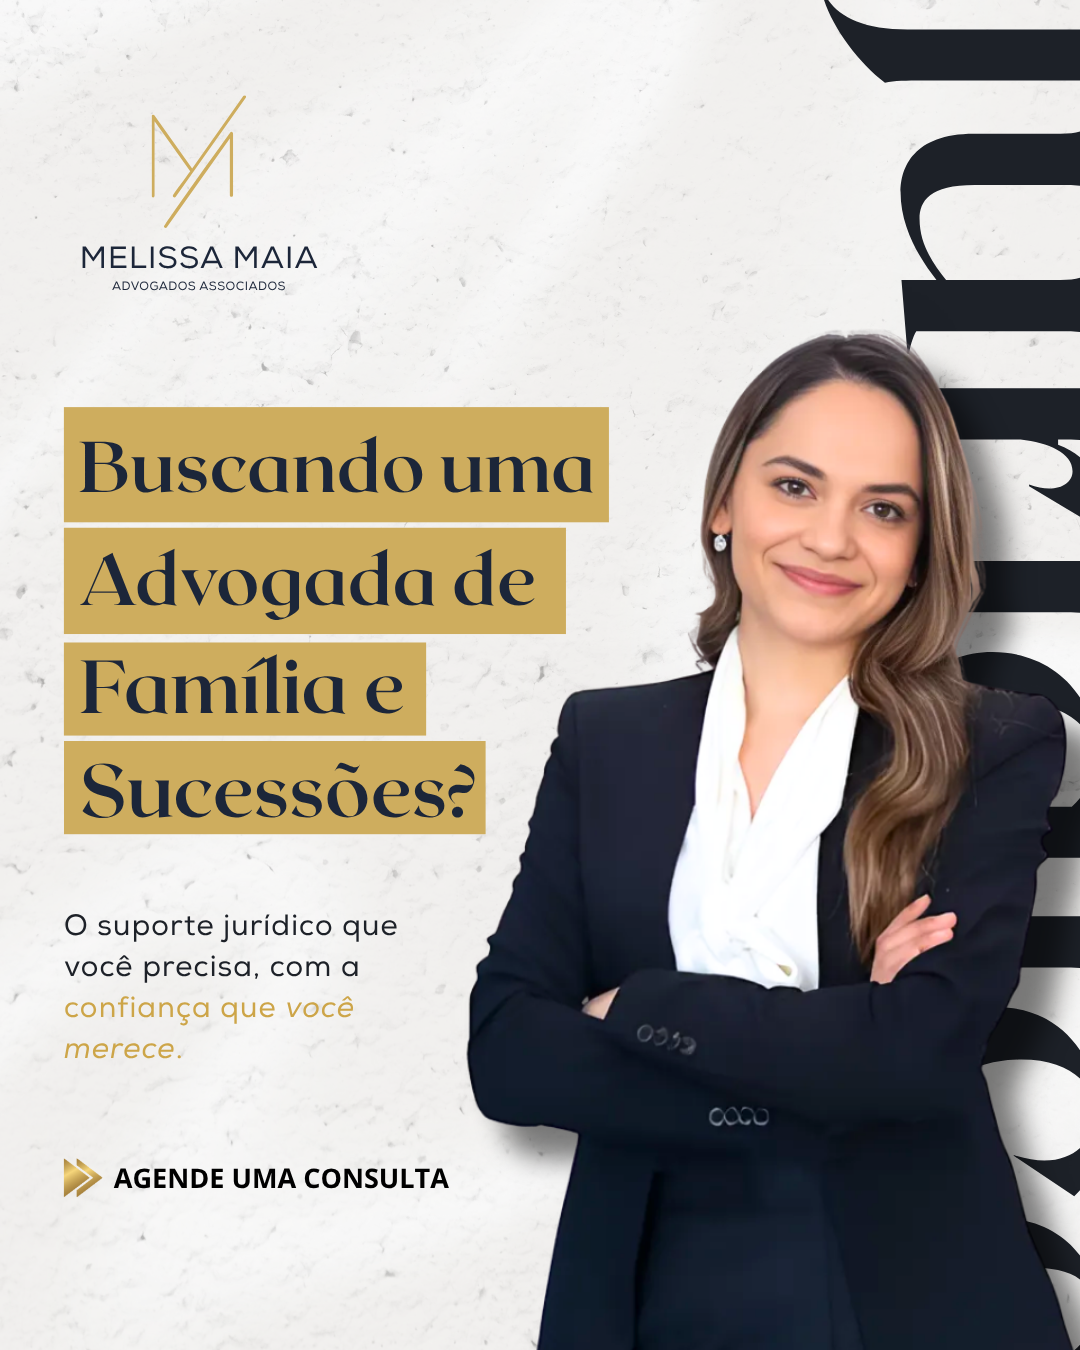 MELISSA MAIA
ADVOGADOS ASSOCIADOS
Buscando uma
Advogada de
Família e
Sucessões?
O suporte jurídico que
você precisa, com a
confiança que você
merece.
AGENDE UMA CONSULTA